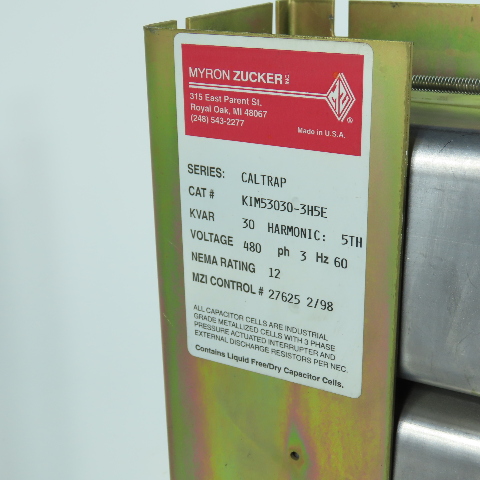 MYRON ZUCKER INC
315 East Parent St.
Royal Oak, MI 48067
(248) 543-2277
MZ
®
Made in U.S.A.
SERIES: CALTRAP
CAT # KIM53030-3H5E
KVAR 30 HARMONIC: 5TH
VOLTAGE 480 ph 3 Hz 60
NEMA RATING 12
MZI CONTROL # 27625 2/98
ALL CAPACITOR CELLS ARE INDUSTRIAL
GRADE METALLIZED CELLS WITH 3 PHASE
PRESSURE ACTUATED INTERRUPTER AND
EXTERNAL DISCHARGE RESISTORS PER NEC.
Contains Liquid Free/Dry Capacitor Cells.